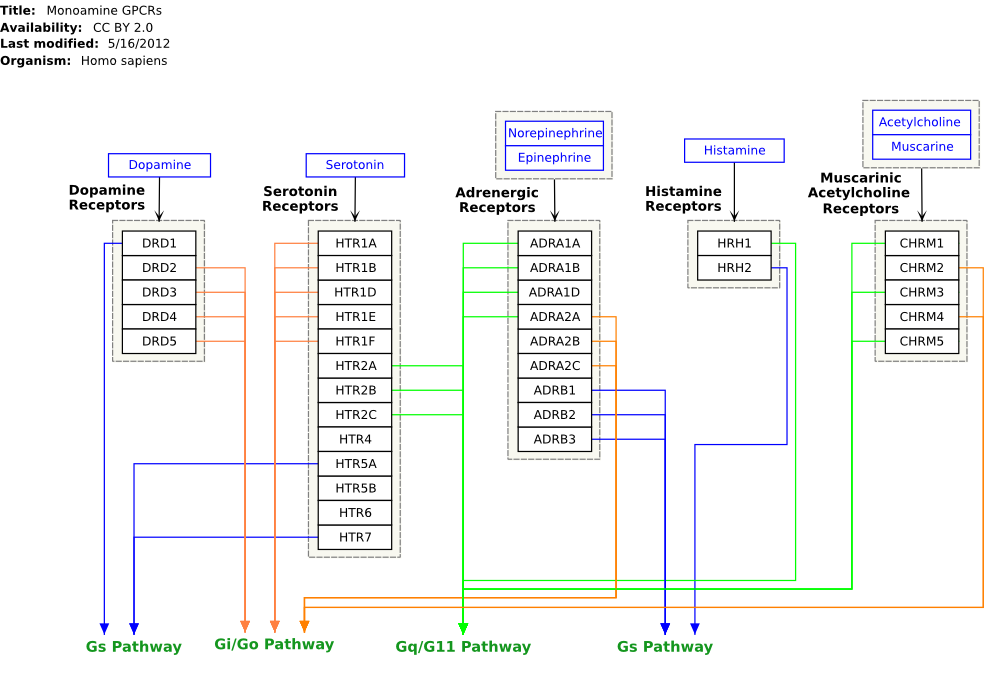 Title: Monoamine GPCRs
Availability: CC BY 2.0
Last modified: 5/16/2012
Organism: Homo sapiens
Dopamine
Dopamine
Receptors
DRD1
DRD2
DRD3
DRD4
DRD5
Serotonin
Serotonin
Receptors
HTR1A
HTR1B
HTR1D
HTR1E
HTR1F
HTR2A
HTR2B
HTR2C
HTR4
HTR5A
HTR5B
HTR6
HTR7
Norepinephrine
Epinephrine
Adrenergic
Receptors
ADRA1A
ADRA1B
ADRA1D
ADRA2A
ADRA2B
ADRA2C
ADRB1
ADRB2
ADRB3
Histamine
Histamine
Receptors
HRH1
HRH2
Acetylcholine
Muscarine
Muscarinic
Acetylcholine
Receptors
CHRM1
CHRM2
CHRM3
CHRM4
CHRM5
Gs Pathway
Gi/Go Pathway
Gq/G11 Pathway
Gs Pathway